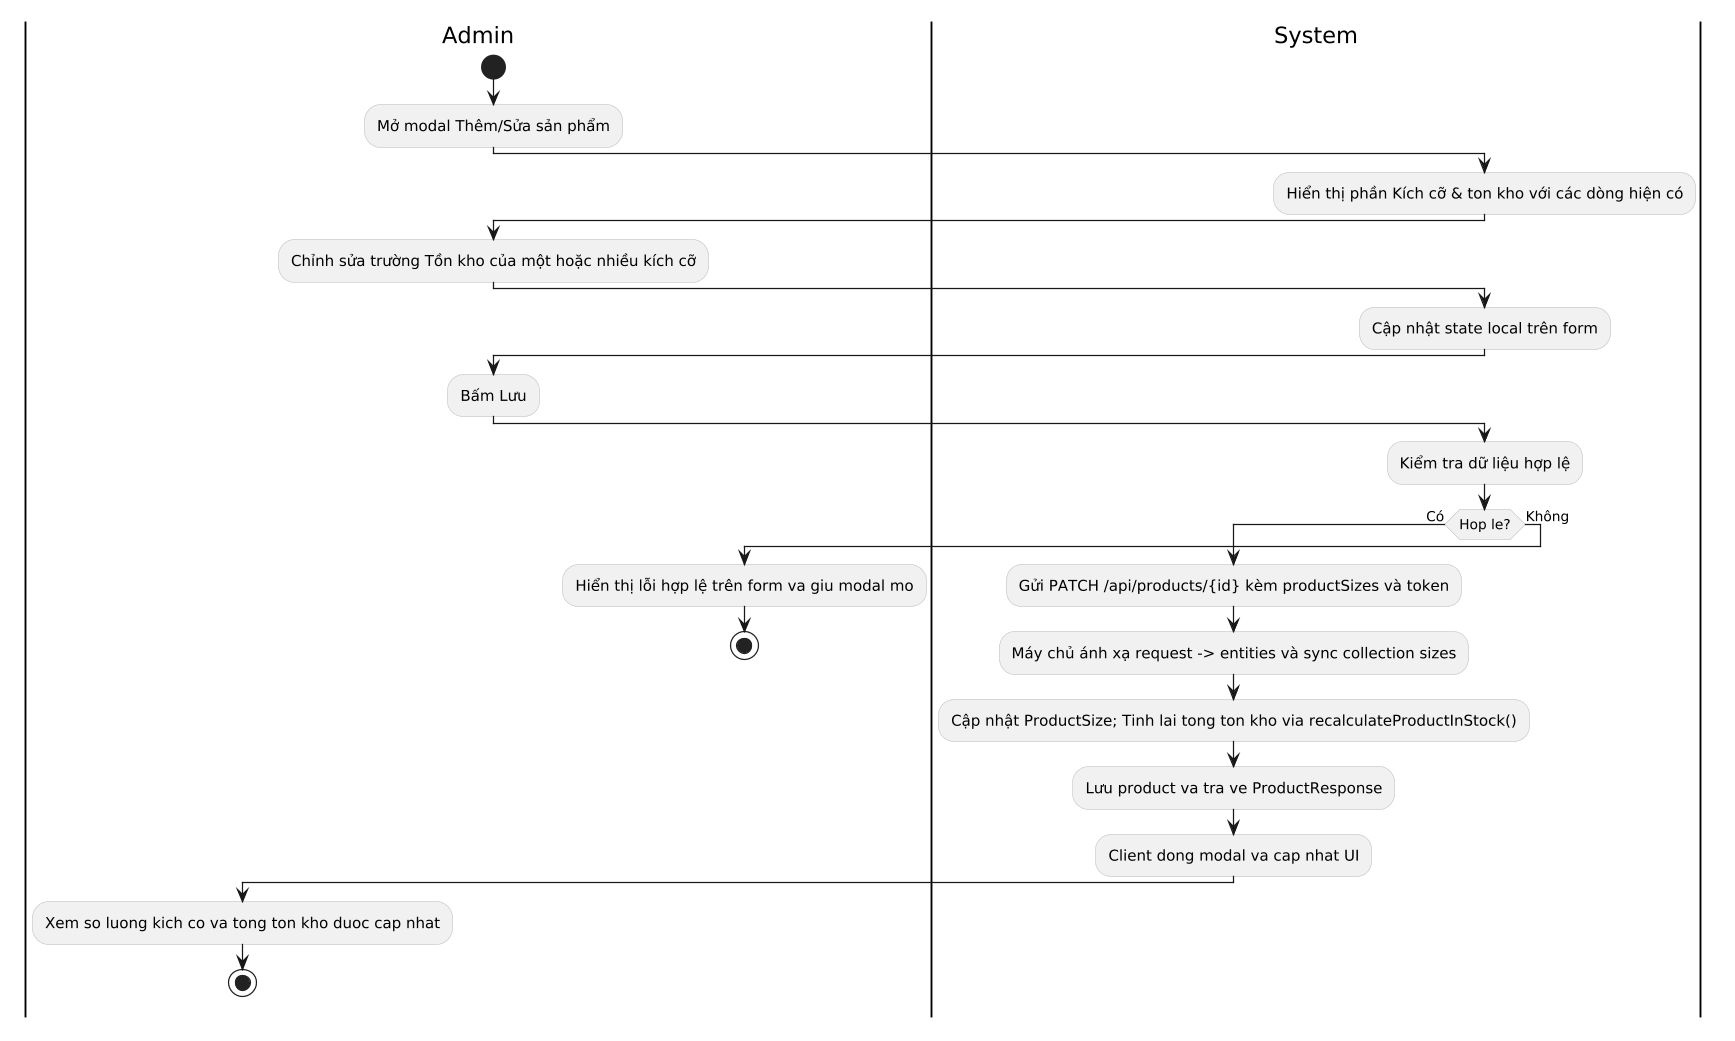 Admin
System
Mở modal Thêm/Sửa sản phẩm
Hiển thị phần Kích cỡ & ton kho với các dòng hiện có
Chỉnh sửa trường Tồn kho của một hoặc nhiều kích cỡ
Cập nhật state local trên form
Bấm Lưu
Kiểm tra dữ liệu hợp lệ
Có
Hop le?
Không
Hiển thị lỗi hợp lệ trên form va giu modal mo
Gửi PATCH /api/products/{id} kèm productSizes và token
Máy chủ ánh xạ request -> entities và sync collection sizes
Cập nhật ProductSize; Tinh lai tong ton kho via recalculateProductInStock()
Lưu product va tra ve ProductResponse
Client dong modal va cap nhat UI
Xem so luong kich co va tong ton kho duoc cap nhat